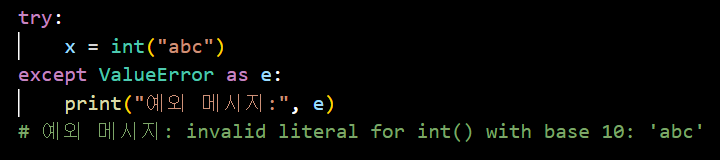 try:
    x = int("abc")
except ValueError as e:
    print("예외 메시지:", e)
# 예외 메시지: invalid literal for int() with base 10: 'abc'